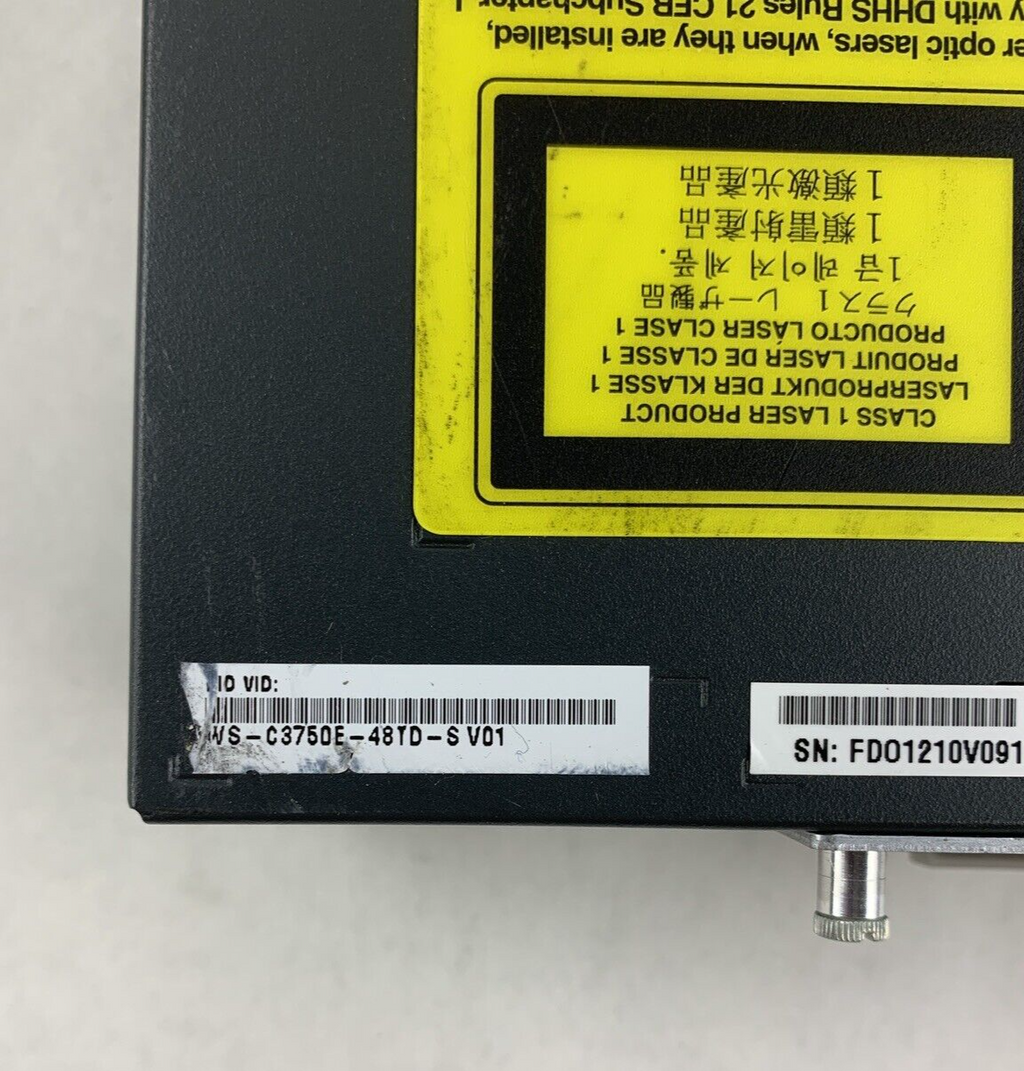 CLASS 1 LASER PRODUCT
LASERPRODUKT DER KLASSE 1
PRODUIT LASER DE CLASSE 1
PRODUCTO LÁSER CLASE 1
クラス1 レーザ製品
1급 레이저 제품.
1 類雷射產品
1 類激光產品
optic lasers, when they are installed,
with DHHS Rules 21 CFR Subchapter
VID:
WS-C3750E-48TD-S V01
SN: FDO1210V091